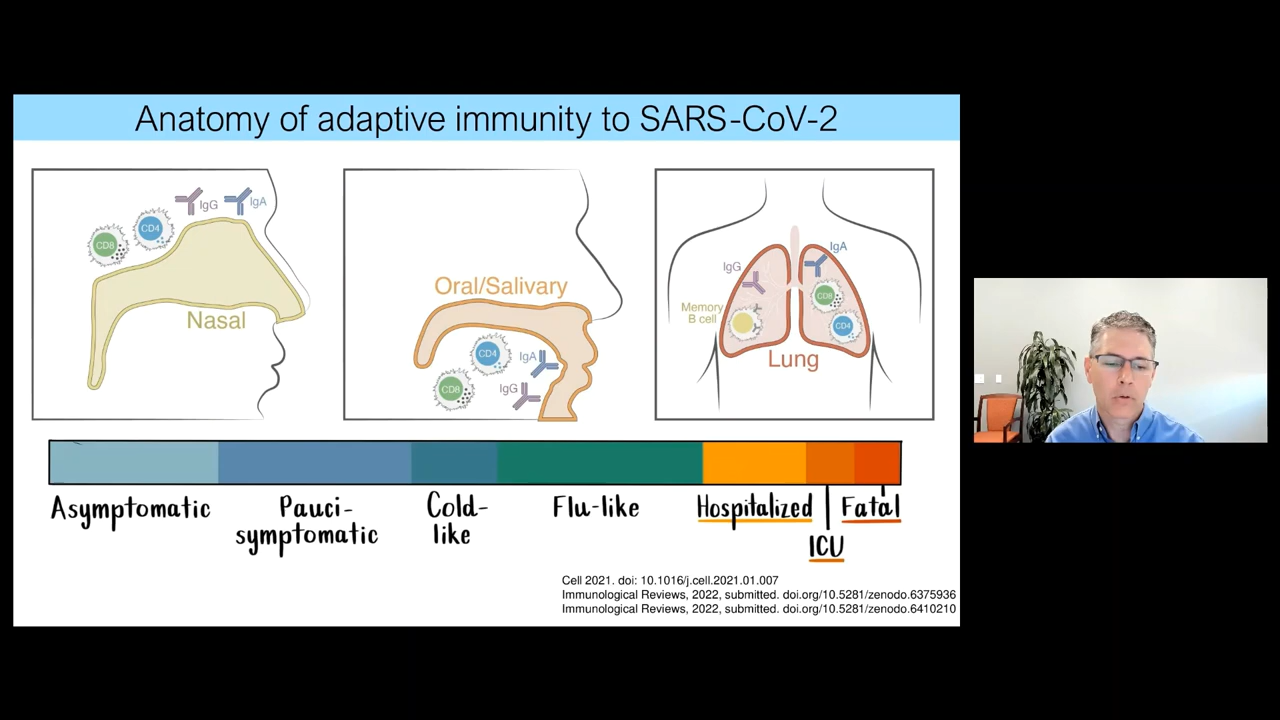 Anatomy of adaptive immunity to SARS-CoV-2
CD8
CD4
IgG
IgA
Nasal
Oral/Salivary
CD4
IgA
CD8
IgG
IgA
IgG
CD8
Memory
B cell
CD4
Lung
Asymptomatic
Pauci-
symptomatic
Cold-
like
Flu-like
Hospitalized
ICU
Fatal
Cell 2021. doi: 10.1016/j.cell.2021.01.007
Immunological Reviews, 2022, submitted. doi.org/10.5281/zenodo.6375936
Immunological Reviews, 2022, submitted. doi.org/10.5281/zenodo.6410210